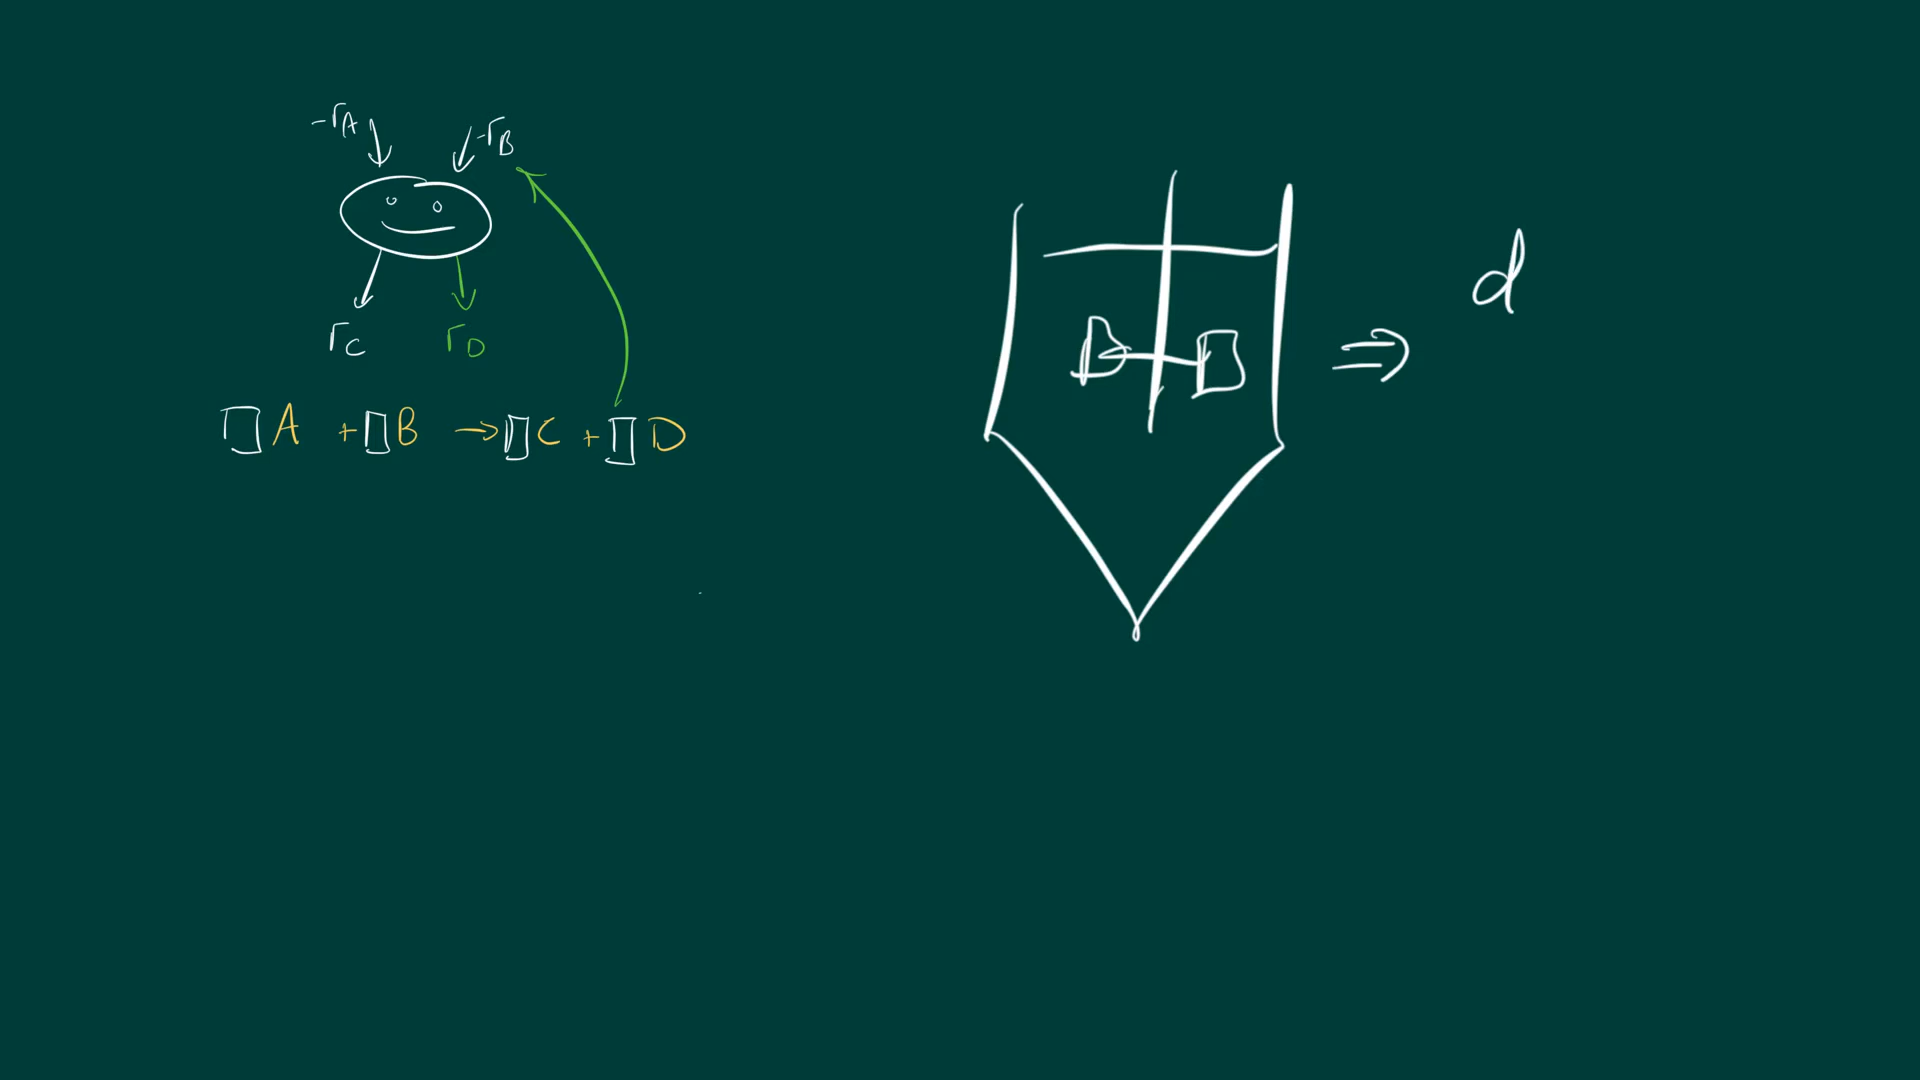 -rA -rB
rC rD
□A + □B → □C + □D
⇒ d